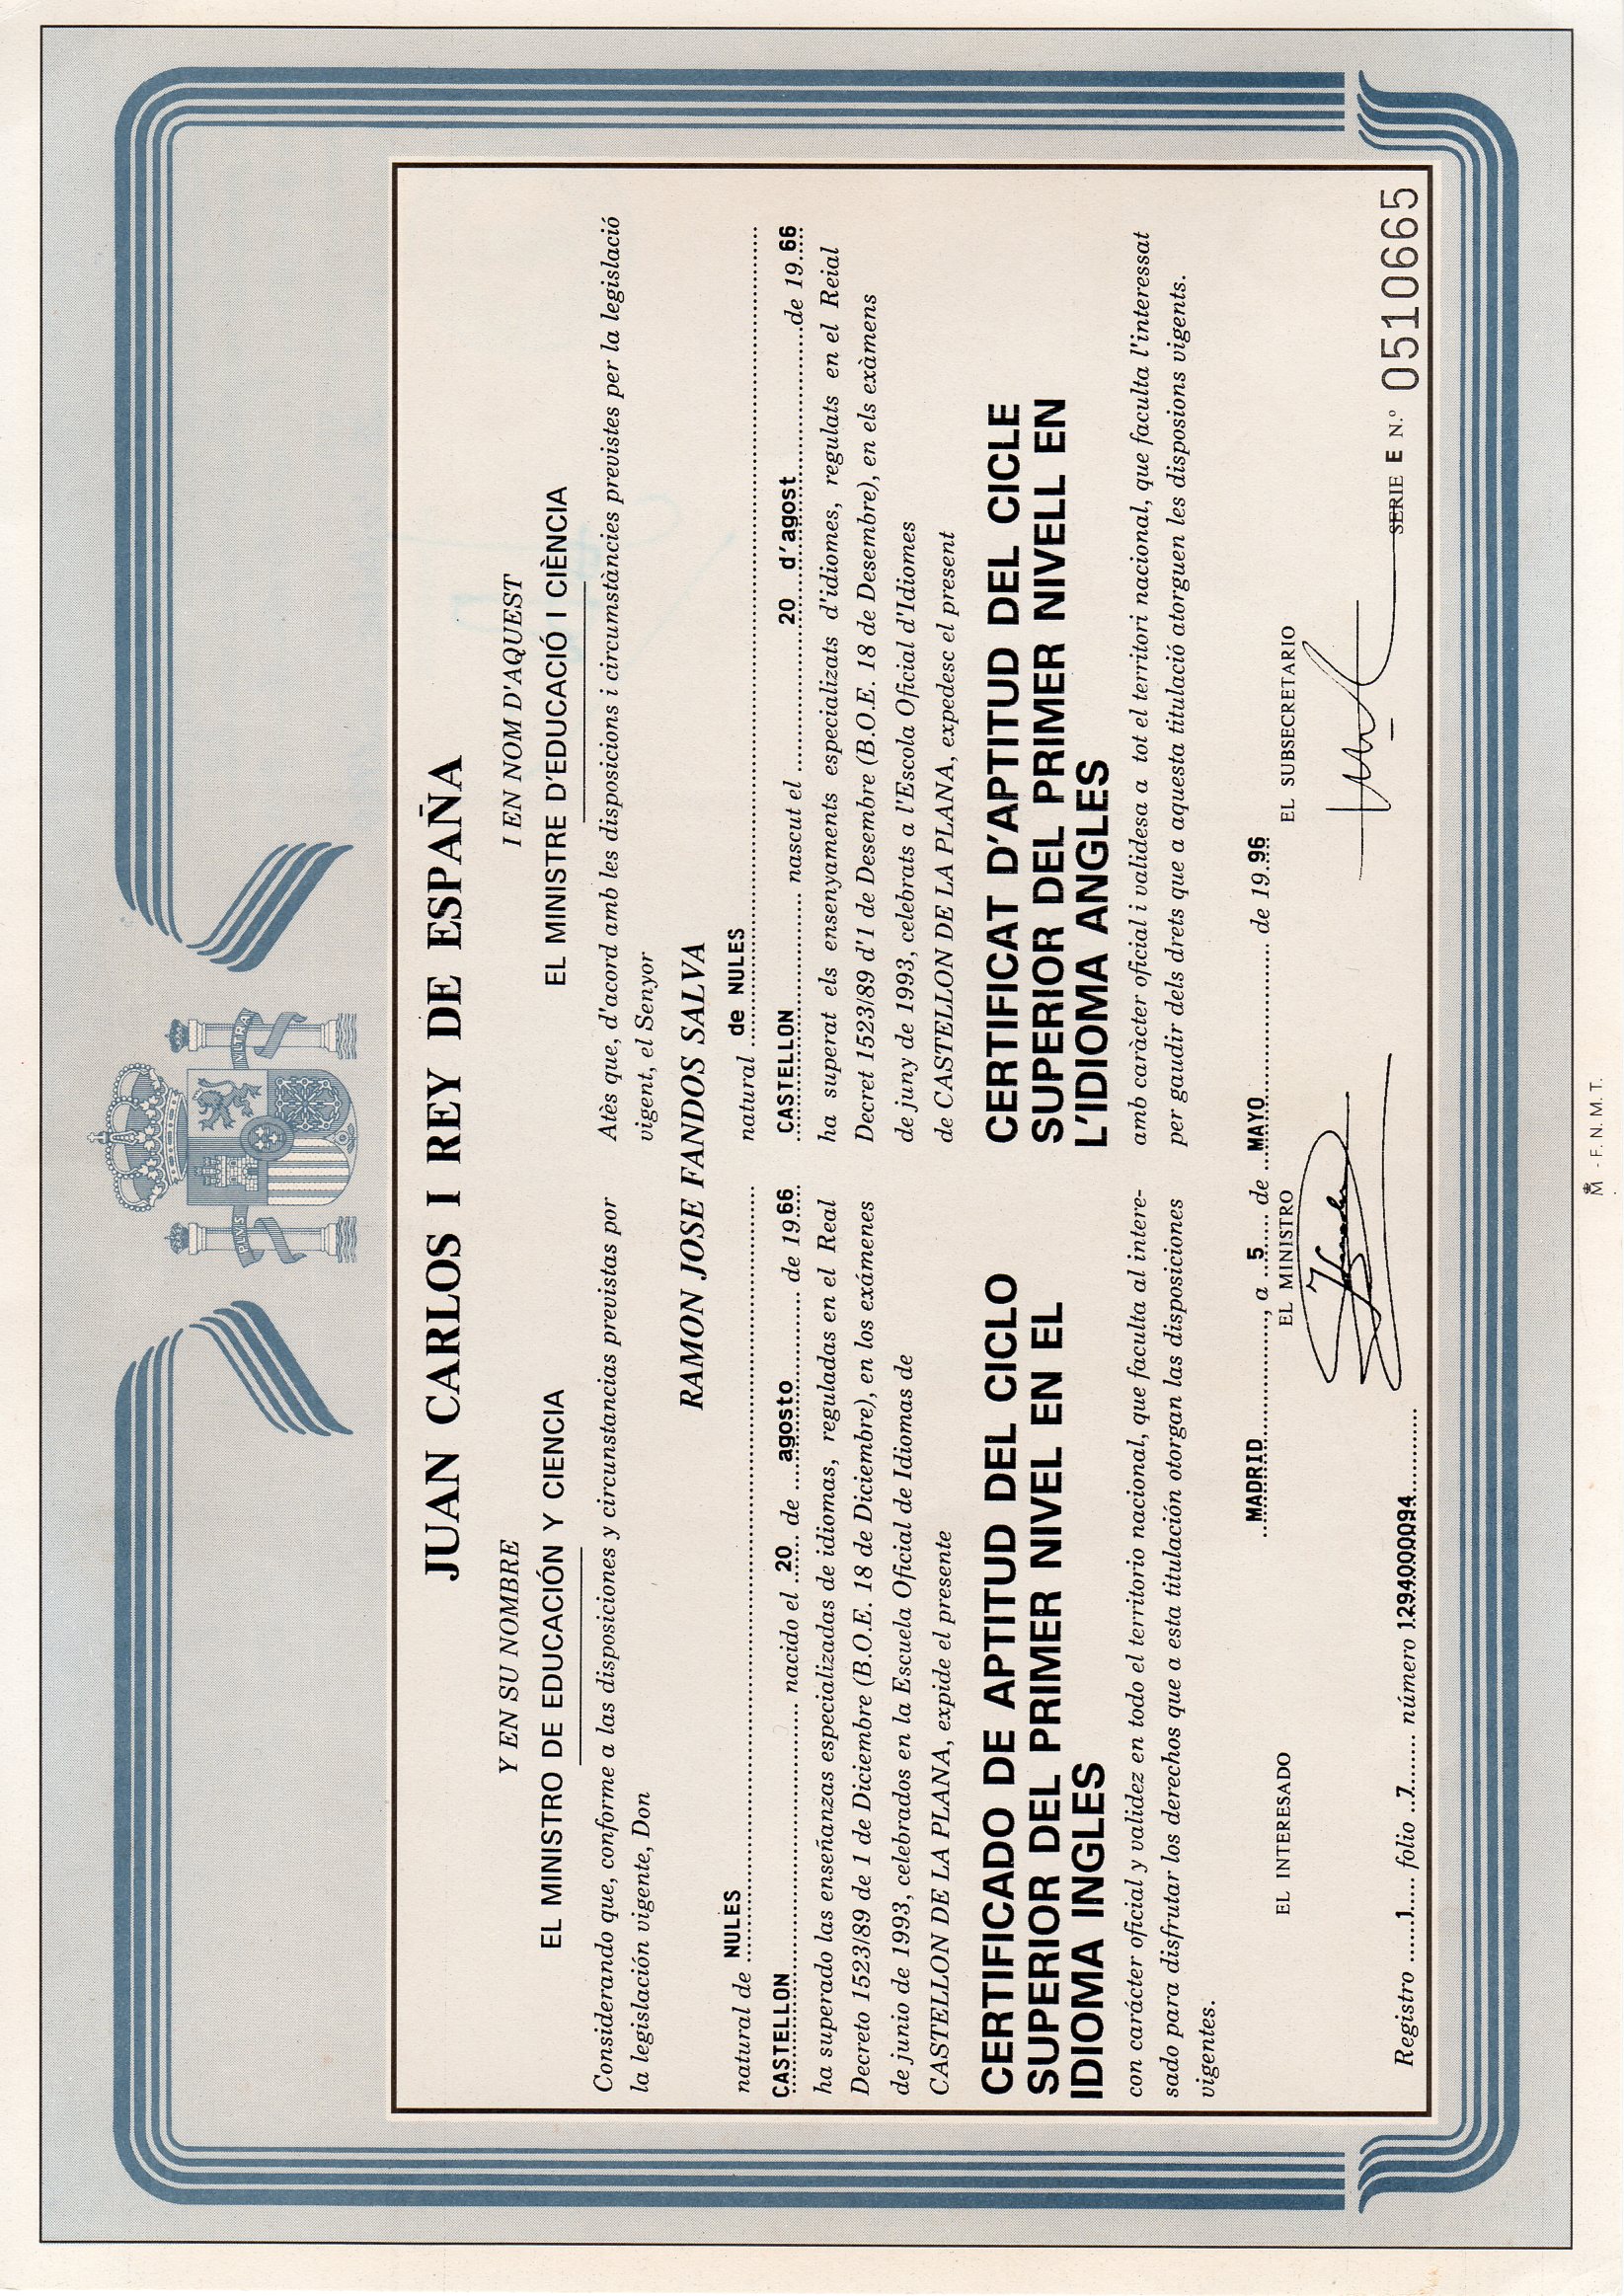 PLVS
VLTRA
JUAN CARLOS I REY DE ESPAÑA
Y EN SU NOMBRE
EL MINISTRO DE EDUCACIÓN Y CIENCIA
Considerando que, conforme a las disposiciones y circunstancias previstas por
la legislación vigente, Don
I EN NOM D'AQUEST
EL MINISTRE D'EDUCACIÓ I CIÈNCIA
Atès que, d'acord amb les disposicions i circumstàncies previstes per la legislació
vigent, el Senyor
RAMON JOSE FANDOS SALVA
natural de NULES
CASTELLON nacido el 20 de agosto de 1966
ha superado las enseñanzas especializadas de idiomas, reguladas en el Real
Decreto 1523/89 de 1 de Diciembre (B.O.E. 18 de Diciembre), en los exámenes
de junio de 1993, celebrados en la Escuela Oficial de Idiomas de
CASTELLON DE LA PLANA, expide el presente
CERTIFICADO DE APTITUD DEL CICLO
SUPERIOR DEL PRIMER NIVEL EN EL
IDIOMA INGLES
con carácter oficial y validez en todo el territorio nacional, que faculta al intere-
sado para disfrutar los derechos que a esta titulación otorgan las disposiciones
vigentes.
natural de NULES
CASTELLON nascut el 20 d'agost de 1966
ha superat els ensenyaments especialitzats d'idiomes, regulats en el Reial
Decret 1523/89 d'1 de Desembre (B.O.E. 18 de Desembre), en els exàmens
de juny de 1993, celebrats a l'Escola Oficial d'Idiomes
de CASTELLON DE LA PLANA, expedesc el present
CERTIFICAT D'APTITUD DEL CICLE
SUPERIOR DEL PRIMER NIVELL EN
L'IDIOMA ANGLES
amb caràcter oficial i validesa a tot el territori nacional, que faculta l'interessat
per gaudir dels drets que a aquesta titulació atorguen les disposions vigents.
MADRID, a 5 de MAYO de 1996
EL INTERESADO
EL MINISTRO
EL SUBSECRETARIO
Registro 1 folio 7 número 129400094
SERIE E N.º 0510665
M - F. N. M. T.